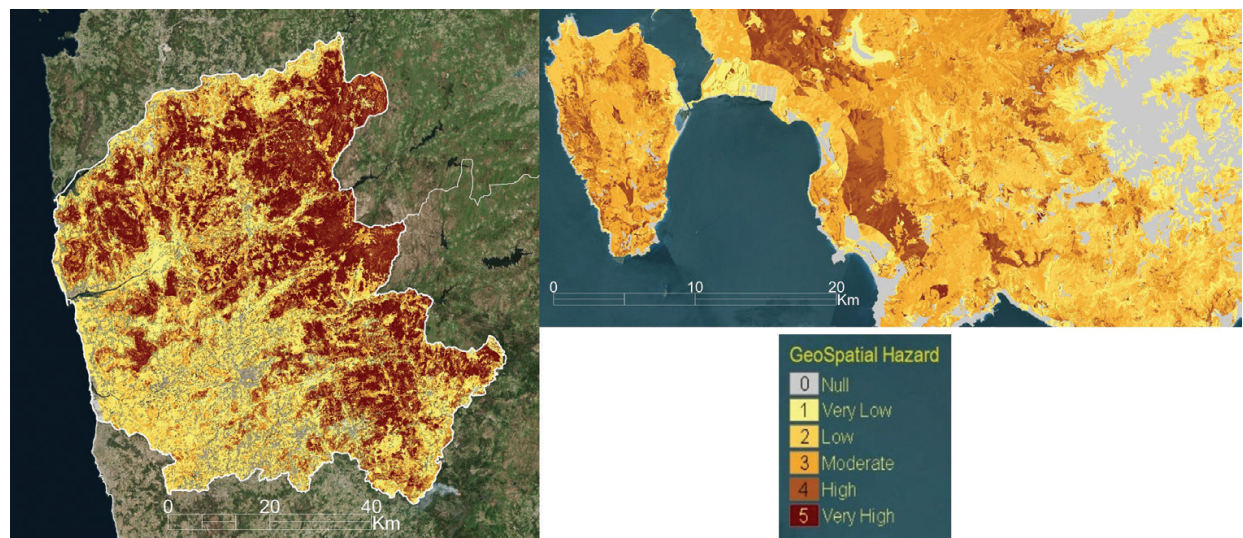 0 20 40
Km
0 10 20
Km
GeoSpatial Hazard
0 Null
1 Very Low
2 Low
3 Moderate
4 High
5 Very High